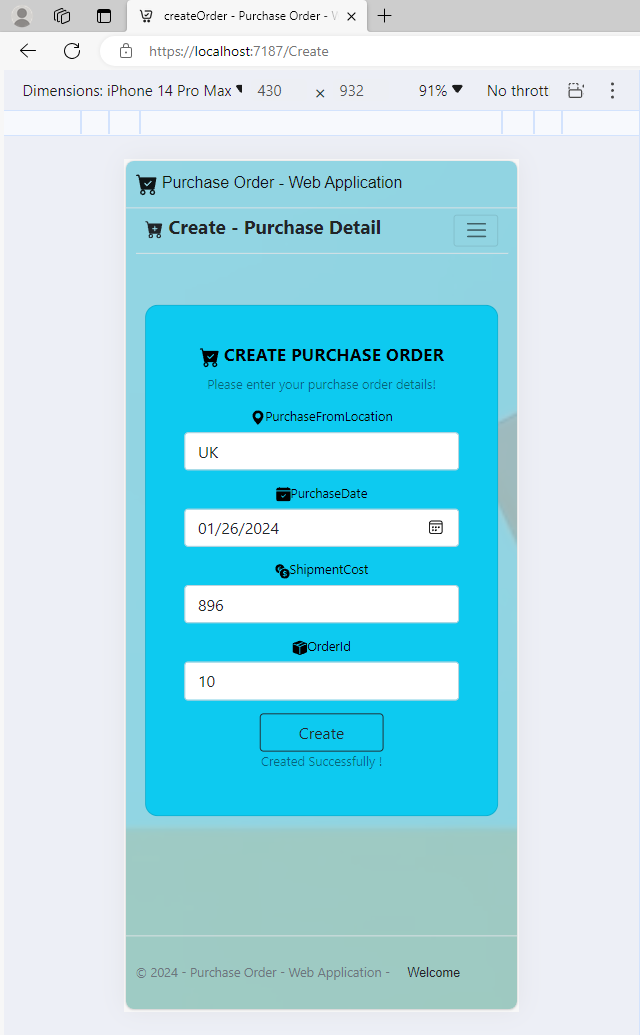 createOrder - Purchase Order - W
https://localhost:7187/Create
Dimensions: iPhone 14 Pro Max 430 × 932 91% No thrott
Purchase Order - Web Application
Create - Purchase Detail
CREATE PURCHASE ORDER
Please enter your purchase order details!
PurchaseFromLocation
UK
PurchaseDate
01/26/2024
ShipmentCost
896
OrderId
10
Create
Created Successfully !
© 2024 - Purchase Order - Web Application - Welcome